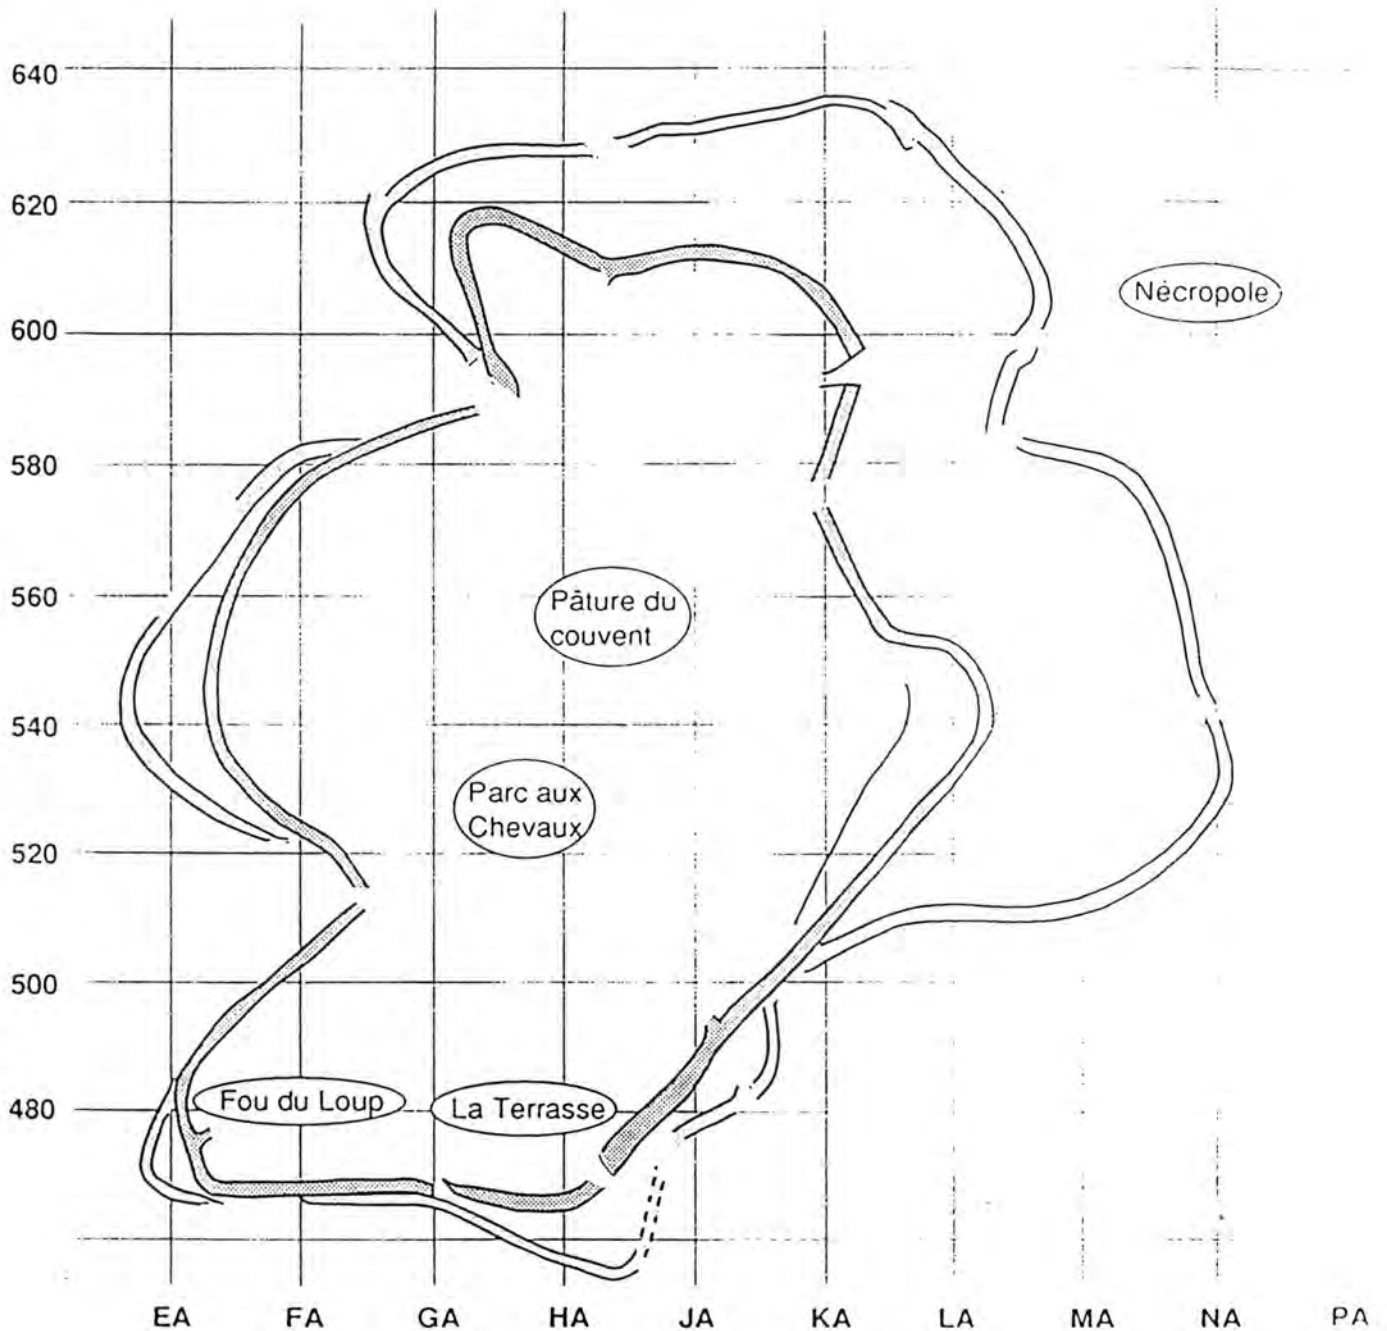 640
620
Nécropole
600
580
560
Pâture du
couvent
540
Parc aux
Chevaux
520
500
480
Fou du Loup
La Terrasse
EA FA GA HA JA KA LA MA NA PA